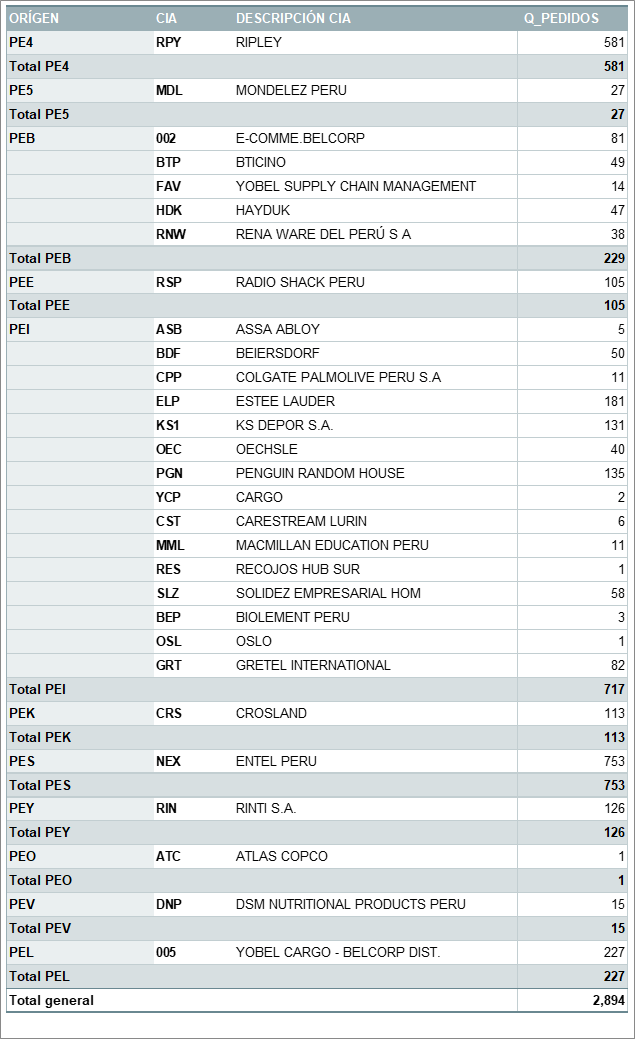 ORÍGEN CIA DESCRIPCIÓN CIA Q_PEDIDOS
PE4 RPY RIPLEY 581
Total PE4 581
PE5 MDL MONDELEZ PERU 27
Total PE5 27
PEB 002 E-COMME.BELCORP 81
BTP BTICINO 49
FAV YOBEL SUPPLY CHAIN MANAGEMENT 14
HDK HAYDUK 47
RNW RENA WARE DEL PERÚ S A 38
Total PEB 229
PEE RSP RADIO SHACK PERU 105
Total PEE 105
PEI ASB ASSA ABLOY 5
BDF BEIERSDORF 50
CPP COLGATE PALMOLIVE PERU S.A 11
ELP ESTEE LAUDER 181
KS1 KS DEPOR S.A. 131
OEC OECHSLE 40
PGN PENGUIN RANDOM HOUSE 135
YCP CARGO 2
CST CARESTREAM LURIN 6
MML MACMILLAN EDUCATION PERU 11
RES RECOJOS HUB SUR 1
SLZ SOLIDEZ EMPRESARIAL HOM 58
BEP BIOLEMENT PERU 3
OSL OSLO 1
GRT GRETEL INTERNATIONAL 82
Total PEI 717
PEK CRS CROSLAND 113
Total PEK 113
PES NEX ENTEL PERU 753
Total PES 753
PEY RIN RINTI S.A. 126
Total PEY 126
PEO ATC ATLAS COPCO 1
Total PEO 1
PEV DNP DSM NUTRITIONAL PRODUCTS PERU 15
Total PEV 15
PEL 005 YOBEL CARGO - BELCORP DIST. 227
Total PEL 227
Total general 2,894